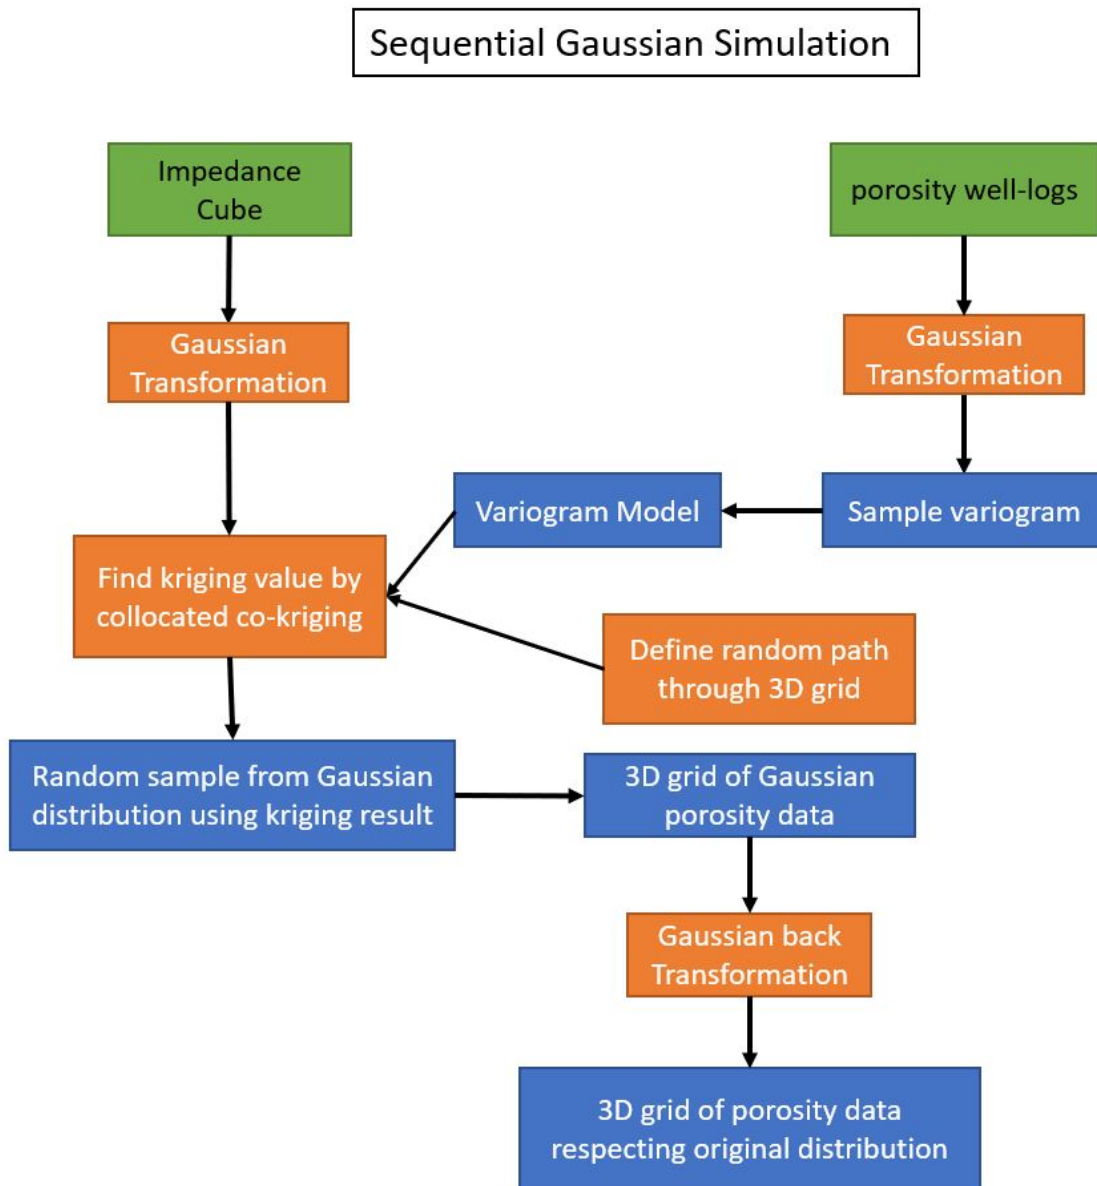 Sequential Gaussian Simulation
Impedance
Cube
porosity well-logs
Gaussian
Transformation
Gaussian
Transformation
Variogram Model
Sample variogram
Find kriging value by
collocated co-kriging
Define random path
through 3D grid
Random sample from Gaussian
distribution using kriging result
3D grid of Gaussian
porosity data
Gaussian back
Transformation
3D grid of porosity data
respecting original distribution